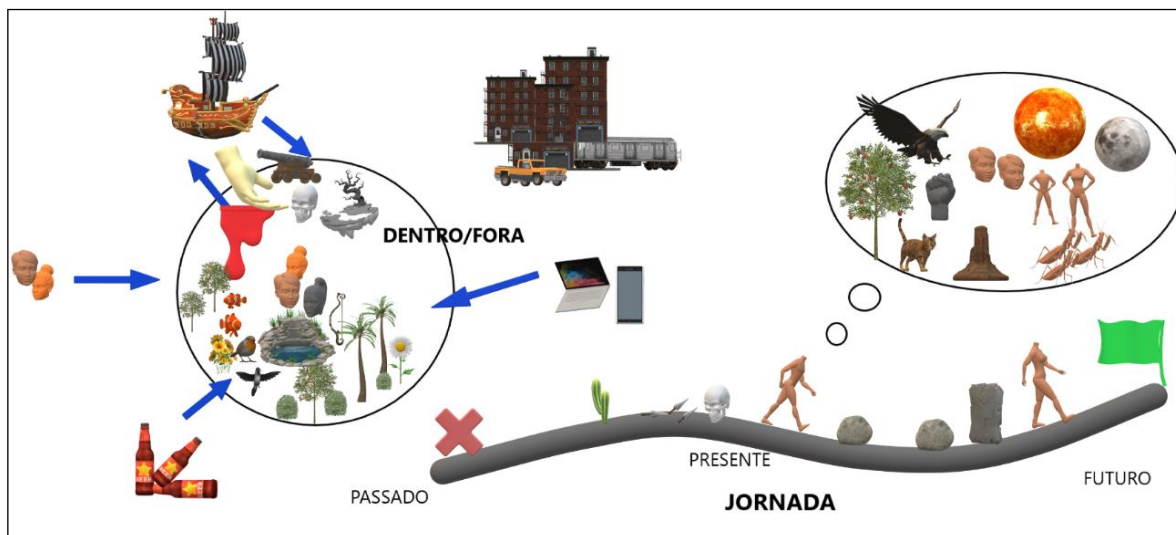 DENTRO/FORA
PRESENTE
PASSADO
FUTURO
JORNADA